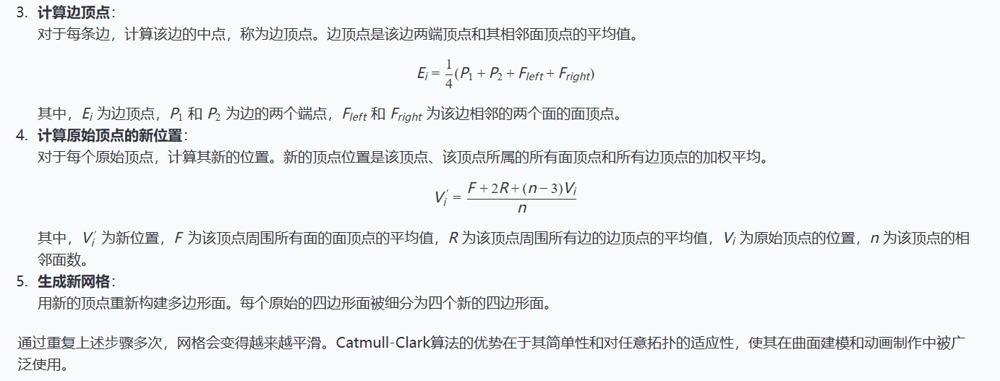 3. 计算边顶点：
对于每条边，计算该边的中点，称为边顶点。边顶点是该边两端顶点和其相邻面顶点的平均值。
E_i = \frac{1}{4}(P_1 + P_2 + F_{left} + F_{right})
其中，E_i 为边顶点，P_1 和 P_2 为边的两个端点，F_{left} 和 F_{right} 为该边相邻的两个面的面顶点。
4. 计算原始顶点的新位置：
对于每个原始顶点，计算其新的位置。新的顶点位置是该顶点、该顶点所属的所有面顶点和所有边顶点的加权平均。
V_i' = \frac{F + 2R + (n - 3)V_i}{n}
其中，V_i' 为新位置，F 为该顶点周围所有面的面顶点的平均值，R 为该顶点周围所有边的边顶点的平均值，V_i 为原始顶点的位置，n 为该顶点的相
邻面数。
5. 生成新网格：
用新的顶点重新构建多边形面。每个原始的四边形面被细分为四个新的四边形面。
通过重复上述步骤多次，网格会变得越来越平滑。Catmull-Clark算法的优势在于其简单性和对任意拓扑的适应性，使其在曲面建模和动画制作中被广
泛使用。